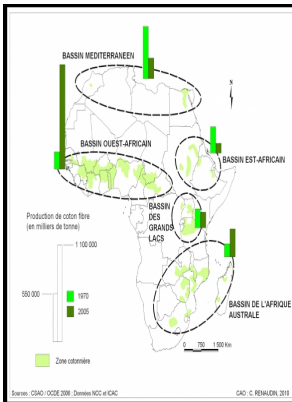 BASSIN MEDITERRANEEN
N
BASSIN OUEST-AFRICAIN
BASSIN EST-AFRICAIN
BASSIN
DES
GRANDS
LACS
Production de coton fibre
(en milliers de tonne)
1 100 000
550 000
1970
2005
BASSIN DE L'AFRIQUE
AUSTRALE
0 750 1 500 Km
Zone cotonnière
Sources : CSAO / OCDE 2006 ; Données NCC et ICAC
CAO : C. RENAUDIN, 2010